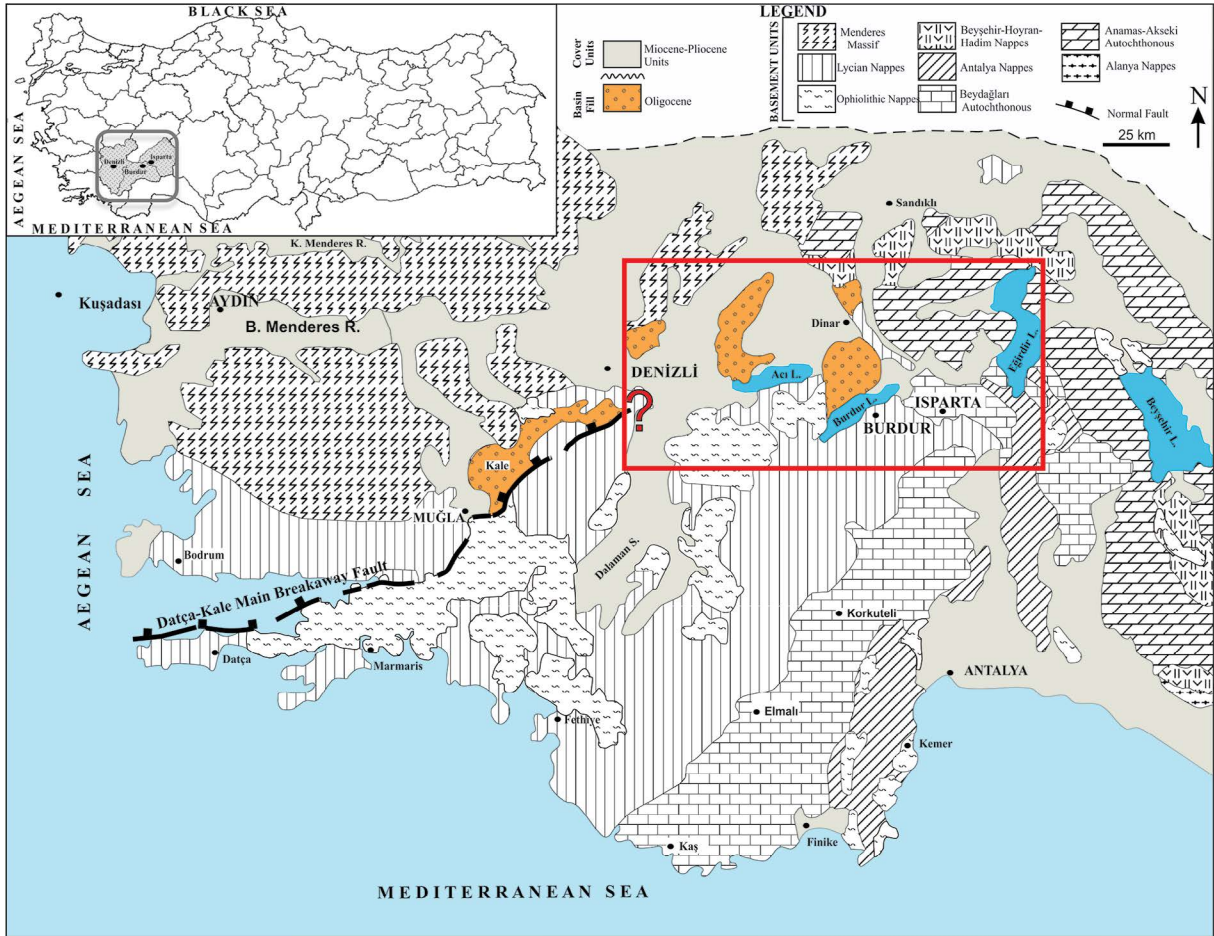 BLACK SEA
AEGEAN SEA
MEDITERRANEAN SEA
Denizli
Isparta
Burdur
LEGEND
Cover
Units
Miocene-Pliocene
Units
Basin
Fill
Oligocene
BASEMENT UNITS
Menderes
Massif
Lycian Nappes
Ophiolithic Nappes
Beyşehir-Hoyran-
Hadim Nappes
Antalya Nappes
Beydağları
Autochthonous
Anamas-Akseki
Autochthonous
Alanya Nappes
Normal Fault
25 km
N
K. Menderes R.
Sandıklı
Kuşadası
AYDIN
B. Menderes R.
Dinar
DENİZLİ
Acı L.
Eğirdir L.
Burdur L.
ISPARTA
BURDUR
Beyşehir L.
?
Kale
MUĞLA
Bodrum
Dalaman S.
AEGEAN SEA
Datça-Kale Main Breakaway Fault
Korkuteli
Datça
Marmaris
ANTALYA
Elmalı
Fethiye
Kemer
Finike
Kaş
MEDITERRANEAN SEA